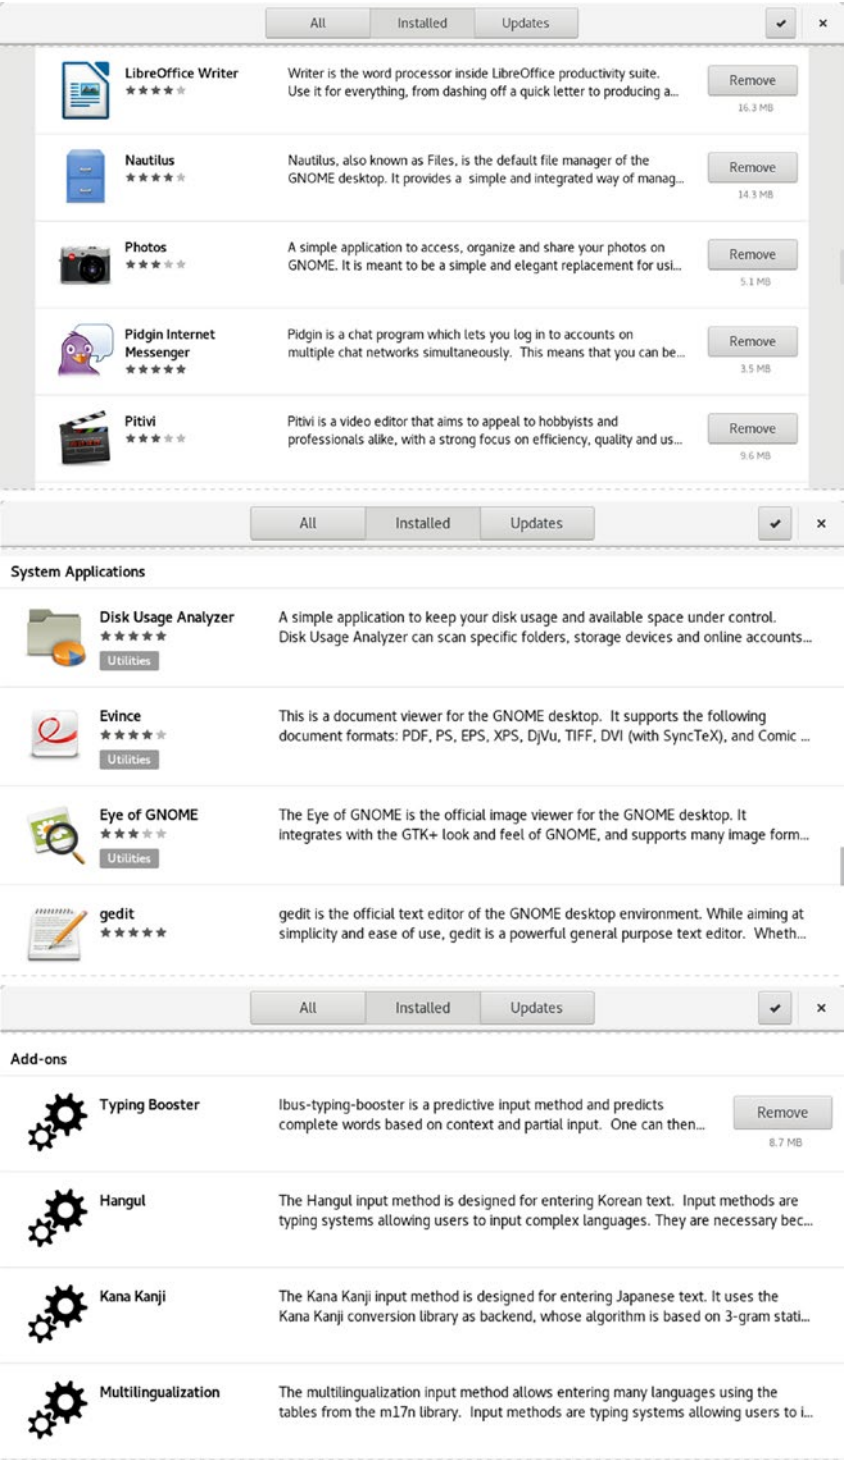 All Installed Updates
LibreOffice Writer
Writer is the word processor inside LibreOffice productivity suite.
Use it for everything, from dashing off a quick letter to producing a...
Remove
16.3 MB
Nautilus
Nautilus, also known as Files, is the default file manager of the
GNOME desktop. It provides a simple and integrated way of manag...
Remove
14.3 MB
Photos
A simple application to access, organize and share your photos on
GNOME. It is meant to be a simple and elegant replacement for usi...
Remove
5.1 MB
Pidgin Internet
Messenger
Pidgin is a chat program which lets you log in to accounts on
multiple chat networks simultaneously. This means that you can be...
Remove
3.5 MB
Pitivi
Pitivi is a video editor that aims to appeal to hobbyists and
professionals alike, with a strong focus on efficiency, quality and us...
Remove
9.6 MB
All Installed Updates
System Applications
Disk Usage Analyzer
Utilities
A simple application to keep your disk usage and available space under control.
Disk Usage Analyzer can scan specific folders, storage devices and online accounts...
Evince
Utilities
This is a document viewer for the GNOME desktop. It supports the following
document formats: PDF, PS, EPS, XPS, DjVu, TIFF, DVI (with SyncTeX), and Comic ...
Eye of GNOME
Utilities
The Eye of GNOME is the official image viewer for the GNOME desktop. It
integrates with the GTK+ look and feel of GNOME, and supports many image form...
gedit
gedit is the official text editor of the GNOME desktop environment. While aiming at
simplicity and ease of use, gedit is a powerful general purpose text editor. Wheth...
All Installed Updates
Add-ons
Typing Booster
Ibus-typing-booster is a predictive input method and predicts
complete words based on context and partial input. One can then...
Remove
8.7 MB
Hangul
The Hangul input method is designed for entering Korean text. Input methods are
typing systems allowing users to input complex languages. They are necessary bec...
Kana Kanji
The Kana Kanji input method is designed for entering Japanese text. It uses the
Kana Kanji conversion library as backend, whose algorithm is based on 3-gram stati...
Multilingualization
The multilingualization input method allows entering many languages using the
tables from the m17n library. Input methods are typing systems allowing users to i...